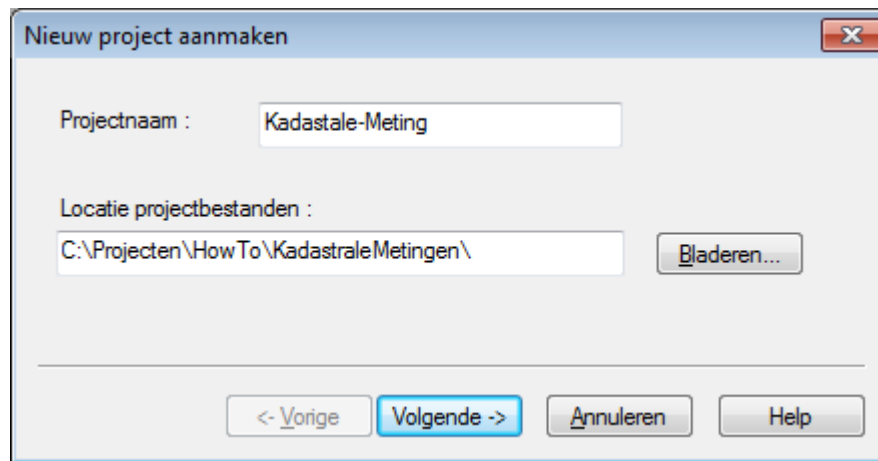 Nieuw project aanmaken
Projectnaam : Kadastale-Meting
Locatie projectbestanden :
C:\Projecten\HowTo\KadastraleMetingen\ Bladeren...
<- Vorige Volgende -> Annuleren Help